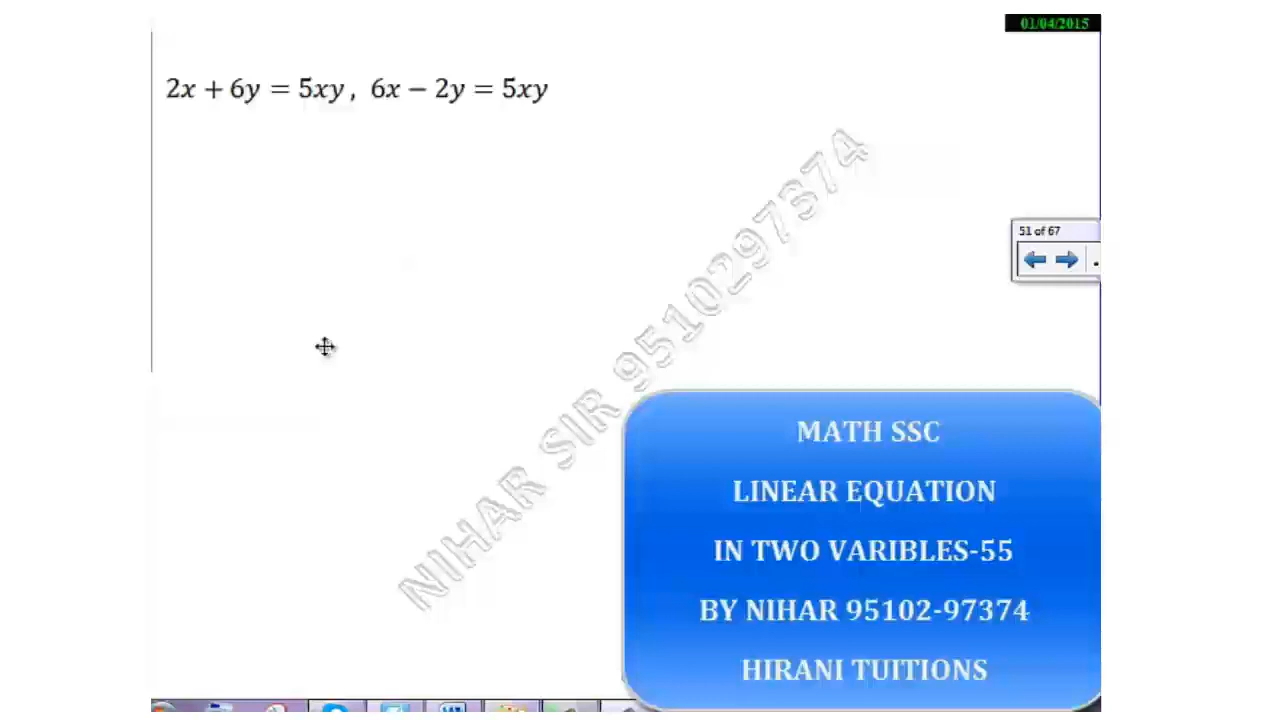 01/04/2015
2x + 6y = 5xy, 6x − 2y = 5xy
51 of 67
NIHAR SIR 9510297374
MATH SSC
LINEAR EQUATION
IN TWO VARIBLES-55
BY NIHAR 95102-97374
HIRANI TUITIONS